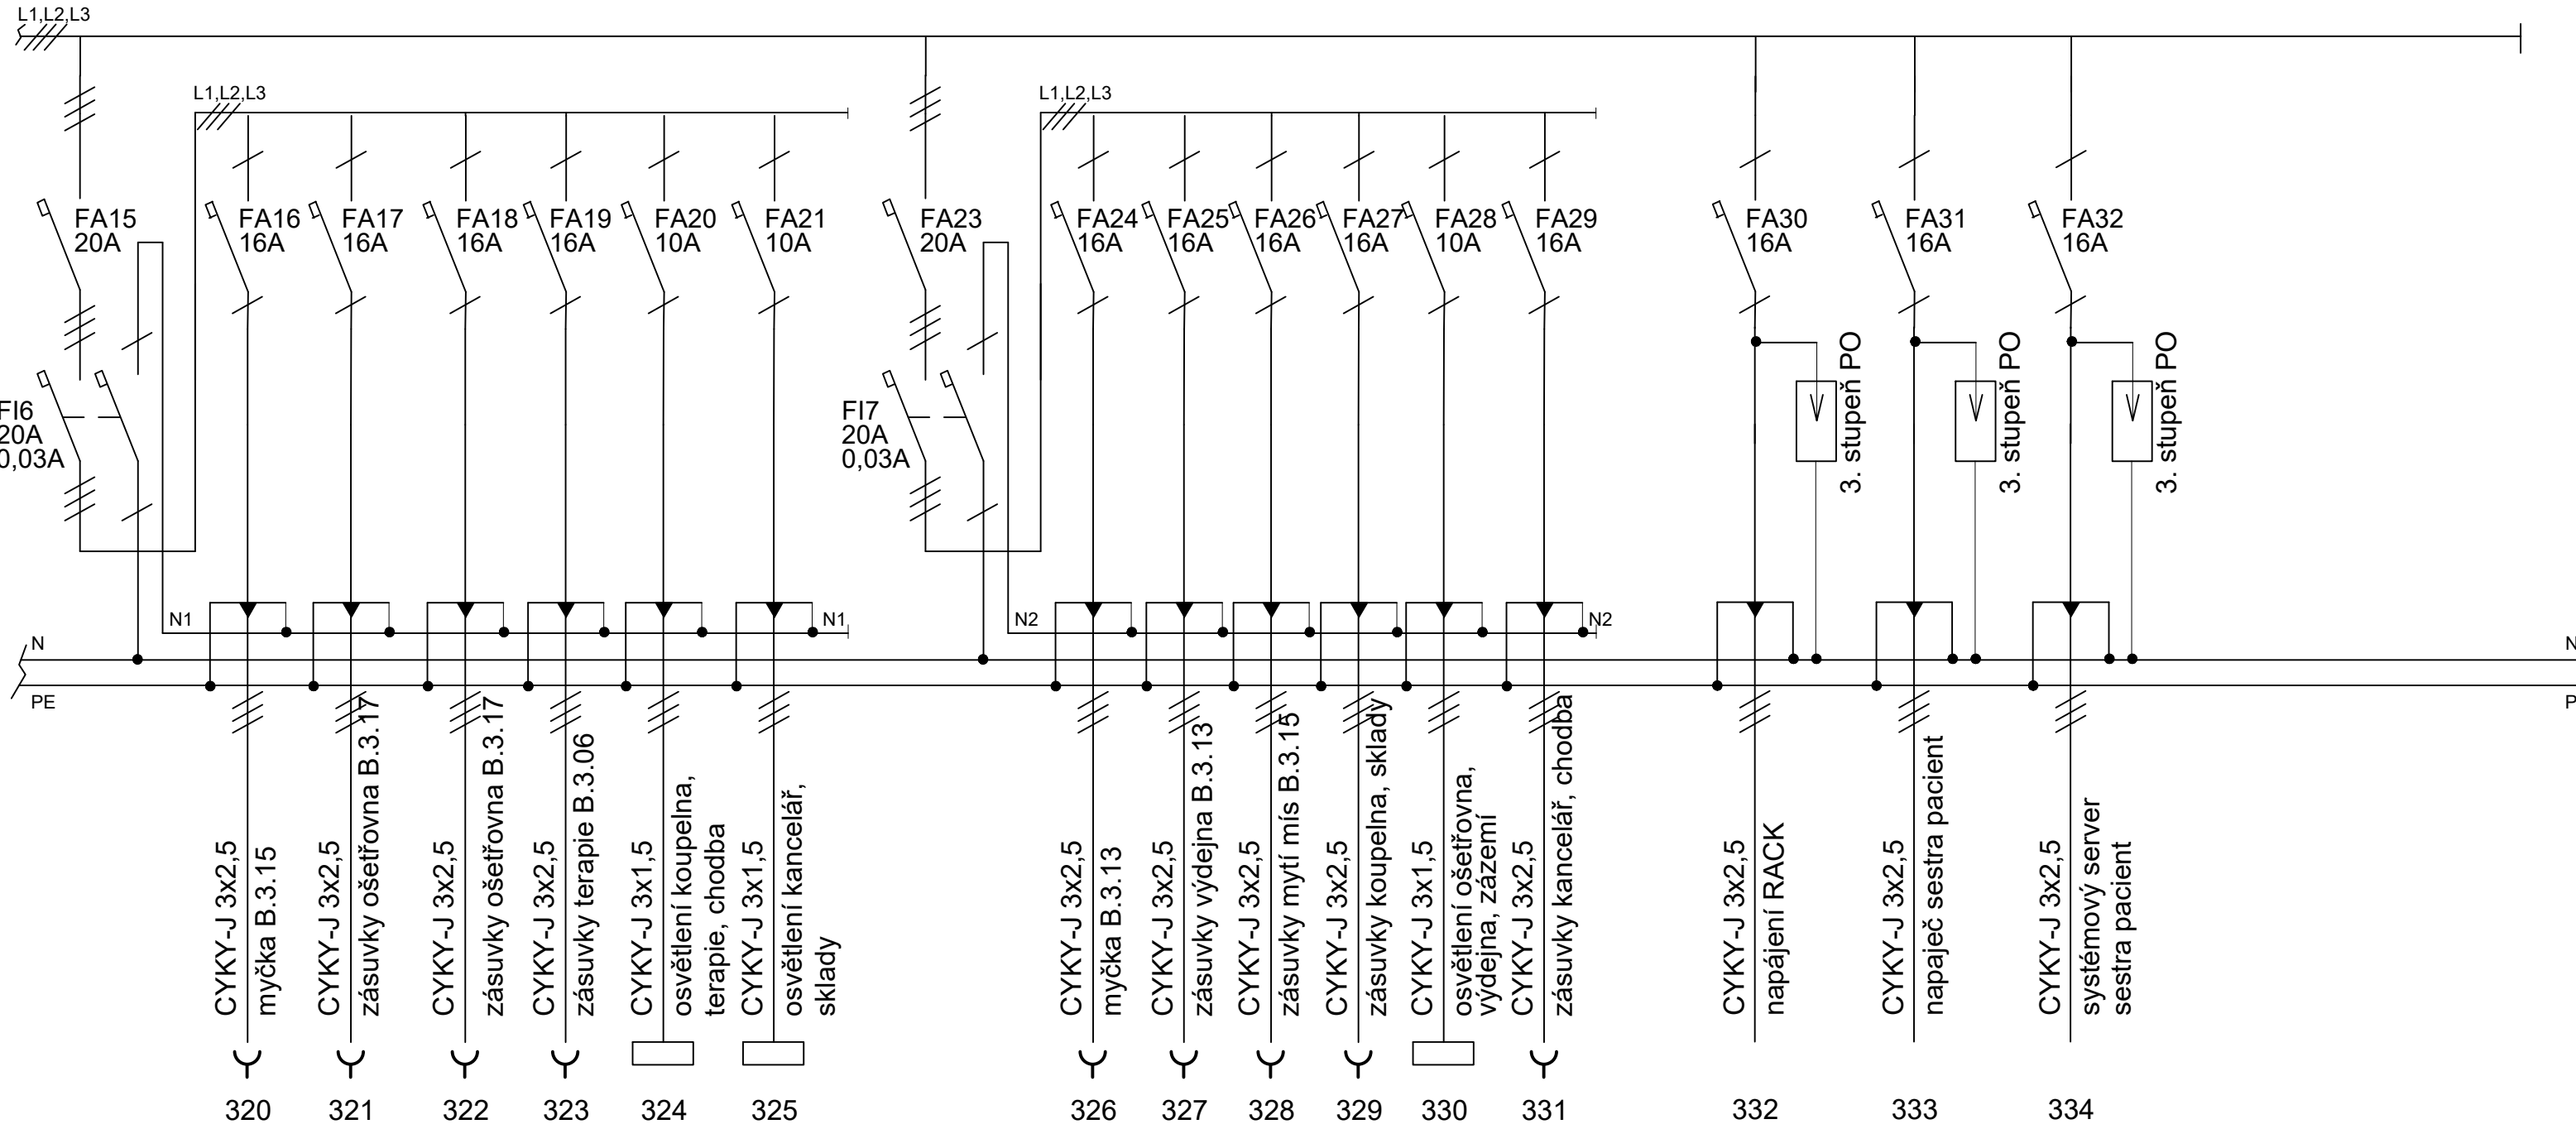 L1,L2,L3
L1,L2,L3
L1,L2,L3
FA15
20A
FA16
16A
FA17
16A
FA18
16A
FA19
16A
FA20
10A
FA21
10A
FA23
20A
FA24
16A
FA25
16A
FA26
16A
FA27
16A
FA28
10A
FA29
16A
FA30
16A
FA31
16A
FA32
16A
FI6
20A
0,03A
FI7
20A
0,03A
3. stupeň PO
3. stupeň PO
3. stupeň PO
N1
N1
N2
N2
N
N
PE
P
CYKY-J 3x2,5
myčka B.3.15
CYKY-J 3x2,5
zásuvky ošetřovna B.3.17
CYKY-J 3x2,5
zásuvky ošetřovna B.3.17
CYKY-J 3x2,5
zásuvky terapie B.3.06
CYKY-J 3x1,5
osvětlení koupelna,
terapie, chodba
CYKY-J 3x1,5
osvětlení kancelář,
sklady
CYKY-J 3x2,5
myčka B.3.13
CYKY-J 3x2,5
zásuvky výdejna B.3.13
CYKY-J 3x2,5
zásuvky mytí mís B.3.15
CYKY-J 3x2,5
zásuvky koupelna, sklady
CYKY-J 3x1,5
osvětlení ošetřovna,
výdejna, zázemí
CYKY-J 3x2,5
zásuvky kancelář, chodba
CYKY-J 3x2,5
napájení RACK
CYKY-J 3x2,5
napaječ sestra pacient
CYKY-J 3x2,5
systémový server
sestra pacient
320
321
322
323
324
325
326
327
328
329
330
331
332
333
334